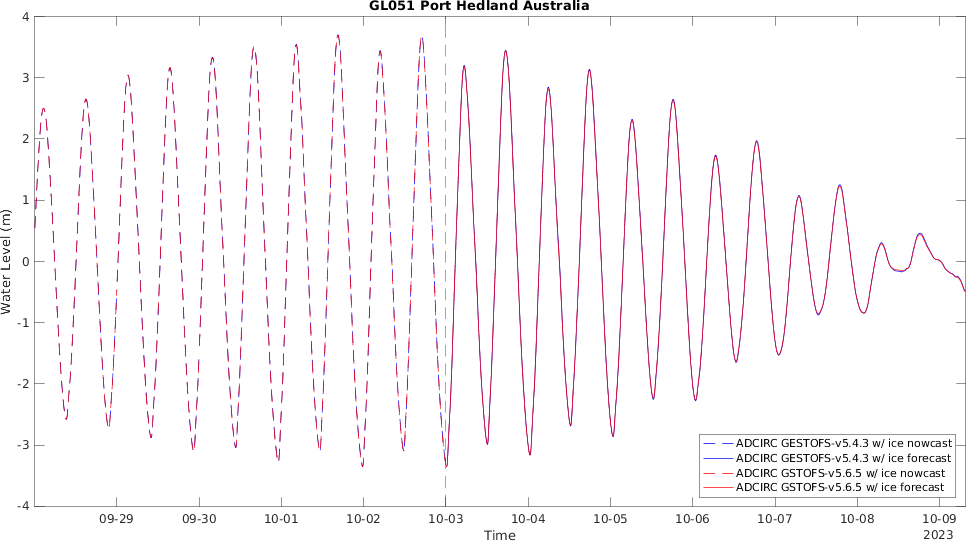 GL051 Port Hedland Australia
4
3
2
1
0
-1
-2
-3
-4
Water Level (m)
09-29 09-30 10-01 10-02 10-03 10-04 10-05 10-06 10-07 10-08 10-09
2023
Time
ADCIRC GESTOFS-v5.4.3 w/ ice nowcast
ADCIRC GESTOFS-v5.4.3 w/ ice forecast
ADCIRC GSTOFS-v5.6.5 w/ ice nowcast
ADCIRC GSTOFS-v5.6.5 w/ ice forecast